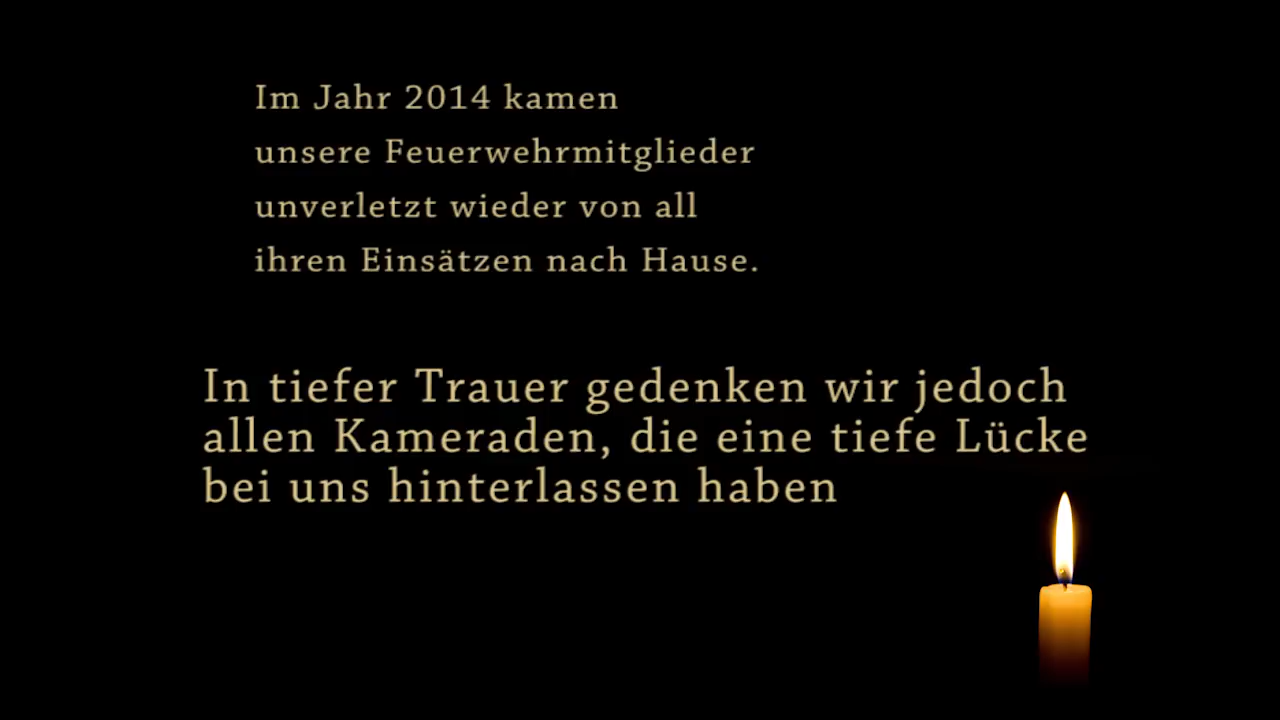 Im Jahr 2014 kamen
unsere Feuerwehrmitglieder
unverletzt wieder von all
ihren Einsätzen nach Hause.
In tiefer Trauer gedenken wir jedoch
allen Kameraden, die eine tiefe Lücke
bei uns hinterlassen haben